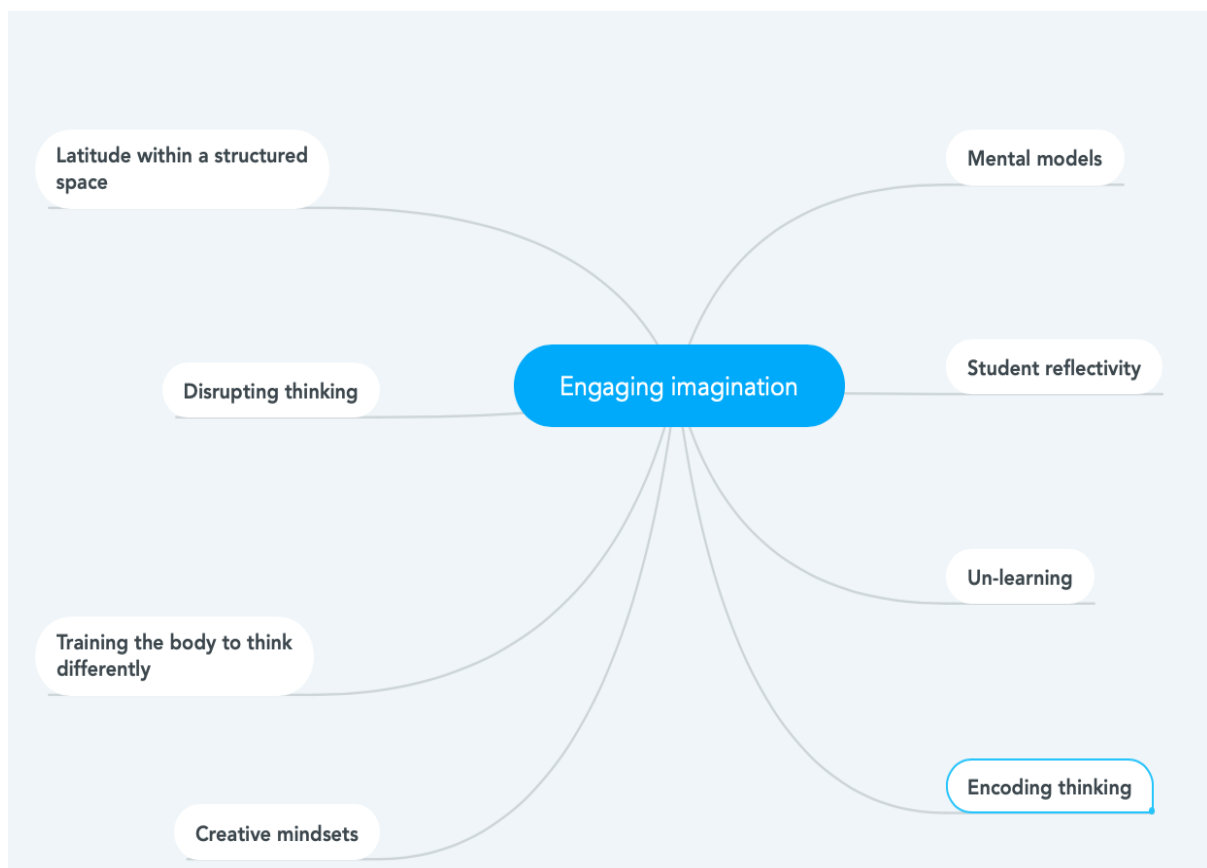 Latitude within a structured
space
Mental models
Disrupting thinking
Engaging imagination
Student reflectivity
Un-learning
Training the body to think
differently
Encoding thinking
Creative mindsets